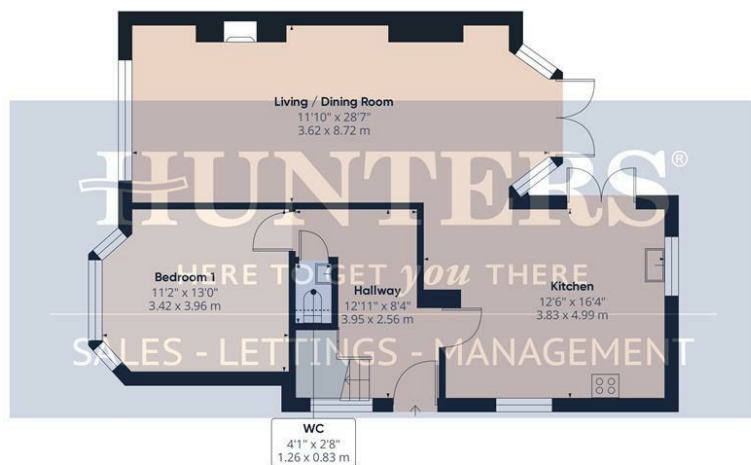 Living / Dining Room
11'10" x 28'7"
3.62 x 8.72 m
HUNTERS®
HERE TO GET you THERE
Bedroom 1
11'2" x 13'0"
3.42 x 3.96 m
Hallway
12'11" x 8'4"
3.95 x 2.56 m
Kitchen
12'6" x 16'4"
3.83 x 4.99 m
SALES - LETTINGS - MANAGEMENT
WC
4'1" x 2'8"
1.26 x 0.83 m